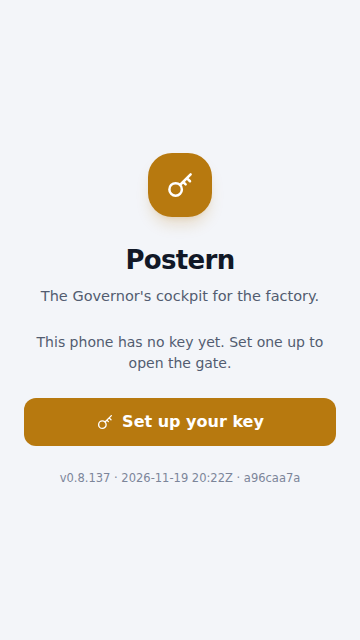 Postern
The Governor's cockpit for the factory.
This phone has no key yet. Set one up to
open the gate.
Set up your key
v0.8.137 · 2026-11-19 20:22Z · a96caa7a